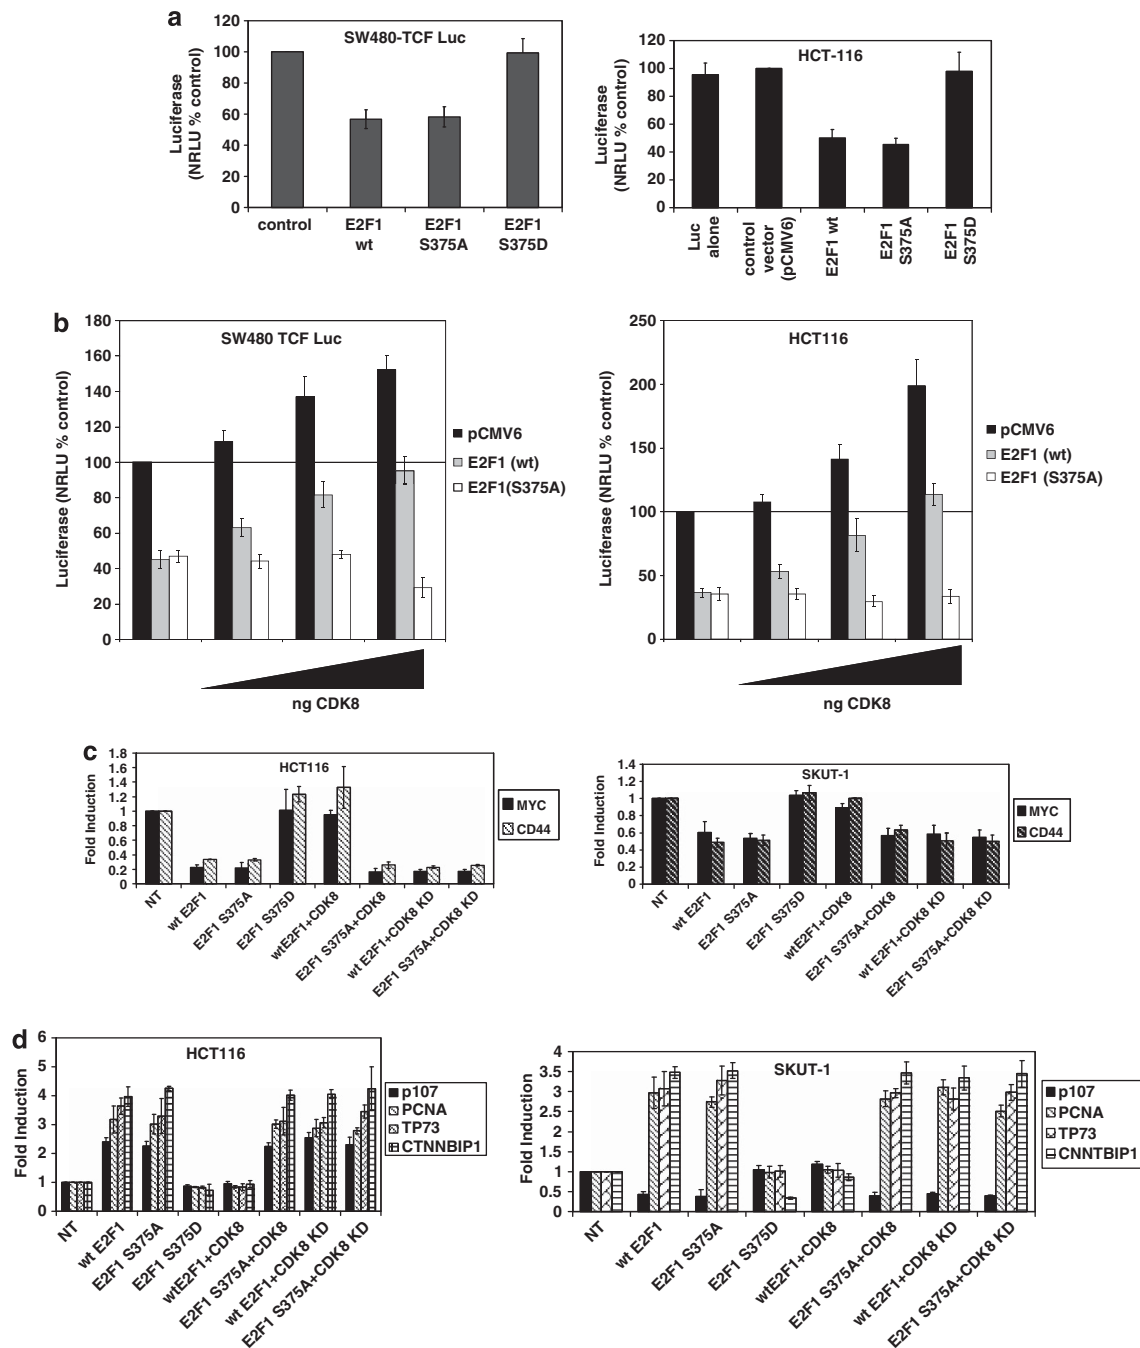 a
SW480-TCF Luc
Luciferase
(NRLU % control)
120
100
80
60
40
20
0
control
E2F1
wt
E2F1
S375A
E2F1
S375D
HCT-116
Luciferase
(NRLU % control)
120
100
80
60
40
20
0
Luc
alone
control
vector
(pCMV6)
E2F1 wt
E2F1
S375A
E2F1
S375D
b
SW480 TCF Luc
Luciferase (NRLU % control)
180
160
140
120
100
80
60
40
20
0
pCMV6
E2F1 (wt)
E2F1(S375A)
ng CDK8
HCT116
Luciferase (NRLU % control)
250
200
150
100
50
0
pCMV6
E2F1 (wt)
E2F1 (S375A)
ng CDK8
c
HCT116
Fold Induction
1.8
1.6
1.4
1.2
1
0.8
0.6
0.4
0.2
0
MYC
CD44
NT
wt E2F1
E2F1 S375A
E2F1 S375D
wtE2F1+CDK8
E2F1 S375A+CDK8
wt E2F1+CDK8 KD
E2F1 S375A+CDK8 KD
SKUT-1
Fold Induction
1.4
1.2
1
0.8
0.6
0.4
0.2
0
MYC
CD44
NT
wt E2F1
E2F1 S375A
E2F1 S375D
wtE2F1+CDK8
E2F1 S375A+CDK8
wt E2F1+CDK8 KD
E2F1 S375A+CDK8 KD
d
HCT116
Fold Induction
6
5
4
3
2
1
0
p107
PCNA
TP73
CTNNBIP1
NT
wt E2F1
E2F1 S375A
E2F1 S375D
wtE2F1+CDK8
E2F1 S375A+CDK8
wt E2F1+CDK8 KD
E2F1 S375A+CDK8 KD
SKUT-1
Fold Induction
4
3.5
3
2.5
2
1.5
1
0.5
0
p107
PCNA
TP73
CNNTBIP1
NT
wt E2F1
E2F1 S375A
E2F1 S375D
wtE2F1+CDK8
E2F1 S375A+CDK8
wt E2F1+CDK8 KD
E2F1 S375A+CDK8 KD